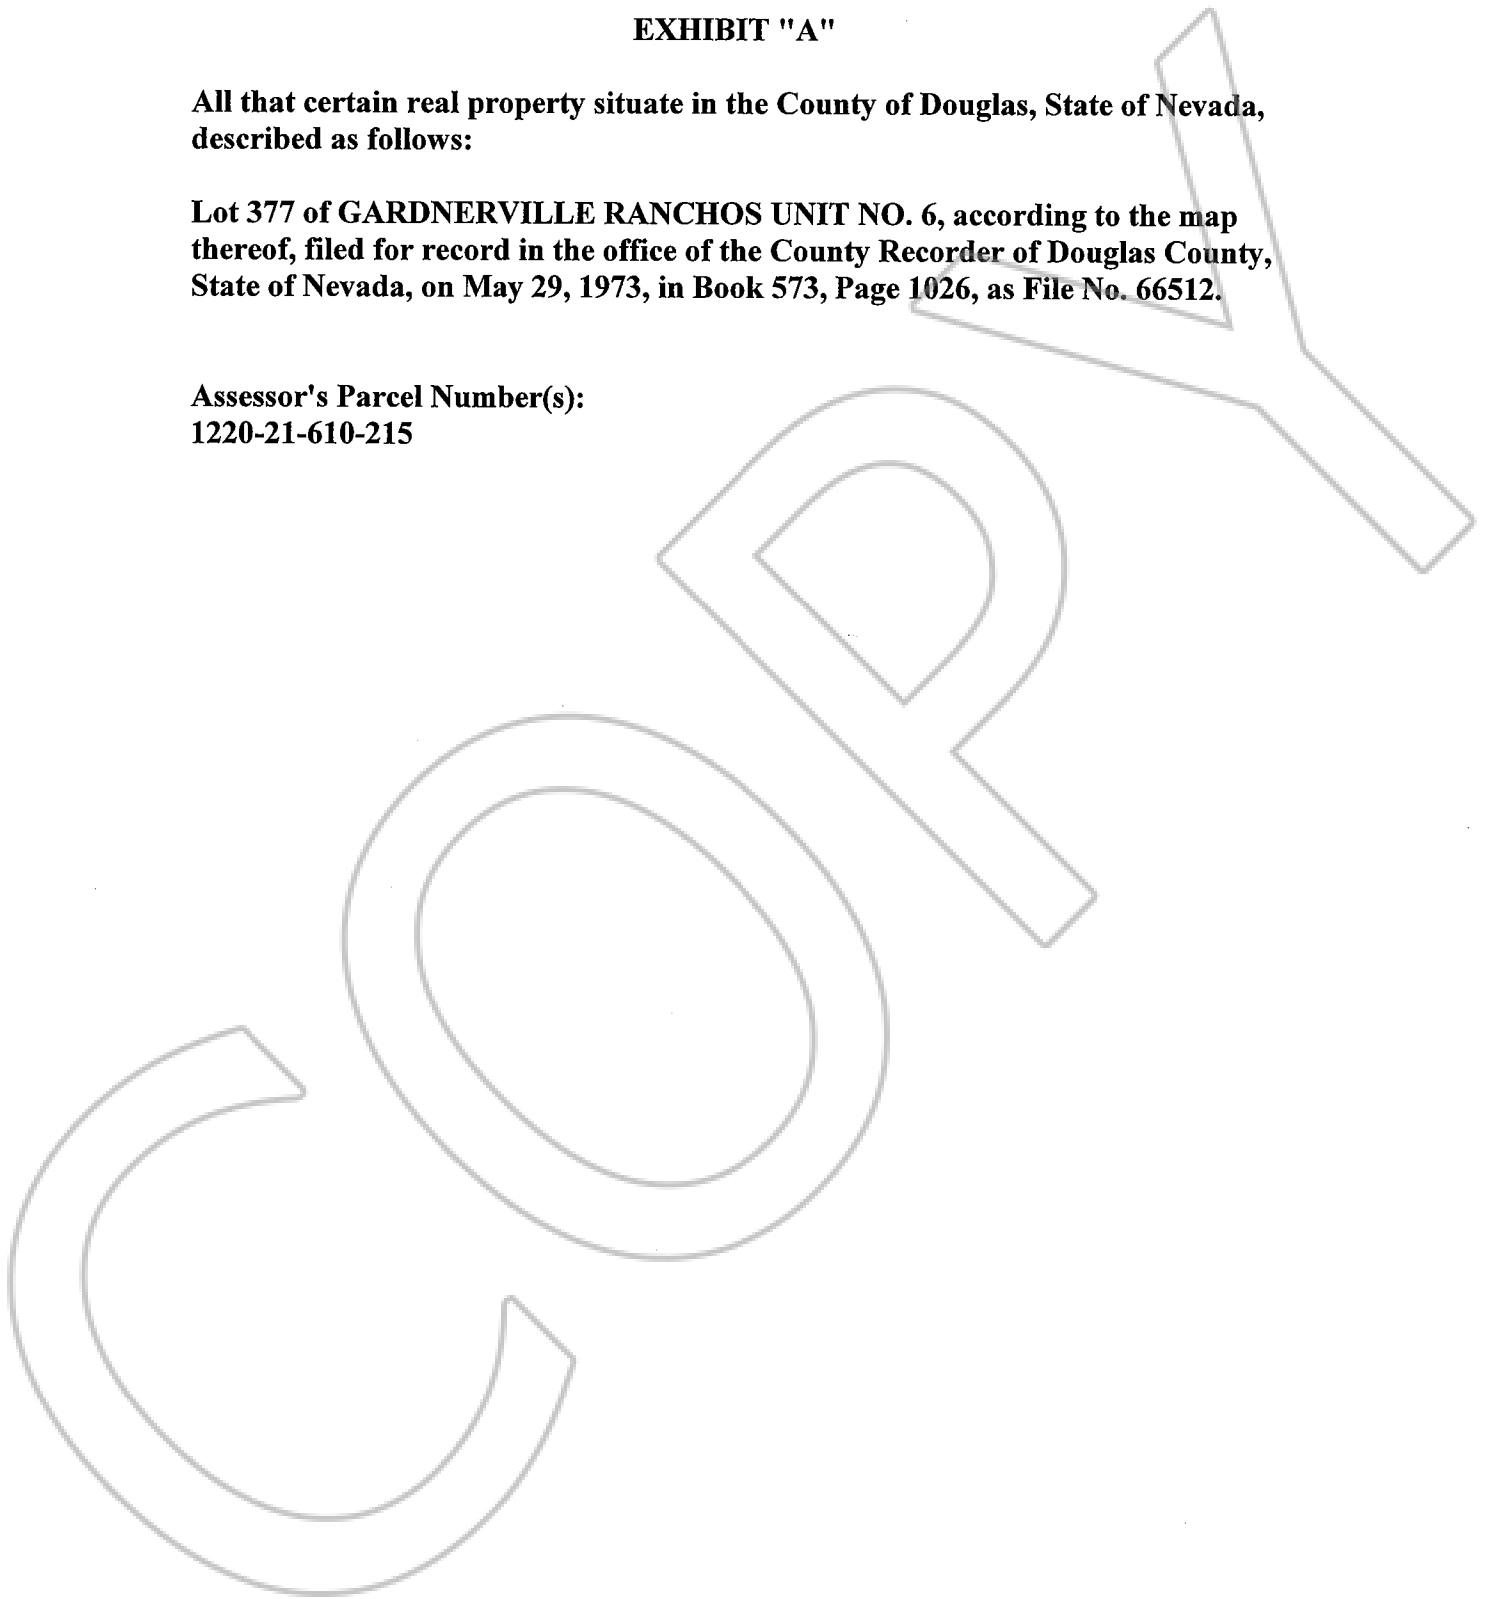 EXHIBIT "A"
All that certain real property situate in the County of Douglas, State of Nevada,
described as follows:
Lot 377 of GARDNERVILLE RANCHOS UNIT NO. 6, according to the map
thereof, filed for record in the office of the County Recorder of Douglas County,
State of Nevada, on May 29, 1973, in Book 573, Page 1026, as File No. 66512.
Assessor's Parcel Number(s):
1220-21-610-215
COPY